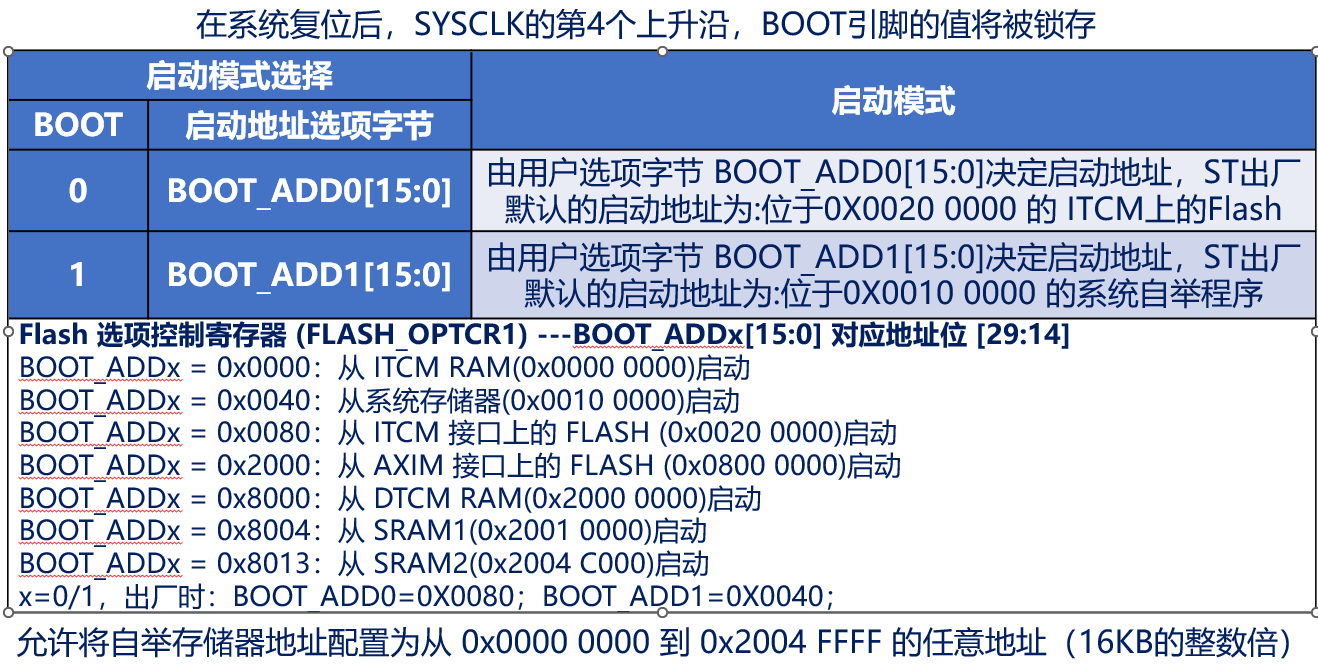 在系统复位后，SYSCLK的第4个上升沿，BOOT引脚的值将被锁存
启动模式选择
启动模式
BOOT
启动地址选项字节
0
BOOT_ADD0[15:0]
由用户选项字节 BOOT_ADD0[15:0]决定启动地址，ST出厂
默认的启动地址为:位于0X0020 0000 的 ITCM上的Flash
1
BOOT_ADD1[15:0]
由用户选项字节 BOOT_ADD1[15:0]决定启动地址，ST出厂
默认的启动地址为:位于0X0010 0000 的系统自举程序
Flash 选项控制寄存器 (FLASH_OPTCR1) ---BOOT_ADDx[15:0] 对应地址位 [29:14]
BOOT_ADDx = 0x0000：从 ITCM RAM(0x0000 0000)启动
BOOT_ADDx = 0x0040：从系统存储器(0x0010 0000)启动
BOOT_ADDx = 0x0080：从 ITCM 接口上的 FLASH (0x0020 0000)启动
BOOT_ADDx = 0x2000：从 AXIM 接口上的 FLASH (0x0800 0000)启动
BOOT_ADDx = 0x8000：从 DTCM RAM(0x2000 0000)启动
BOOT_ADDx = 0x8004：从 SRAM1(0x2001 0000)启动
BOOT_ADDx = 0x8013：从 SRAM2(0x2004 C000)启动
x=0/1，出厂时：BOOT_ADD0=0X0080；BOOT_ADD1=0X0040；
允许将自举存储器地址配置为从 0x0000 0000 到 0x2004 FFFF 的任意地址（16KB的整数倍）